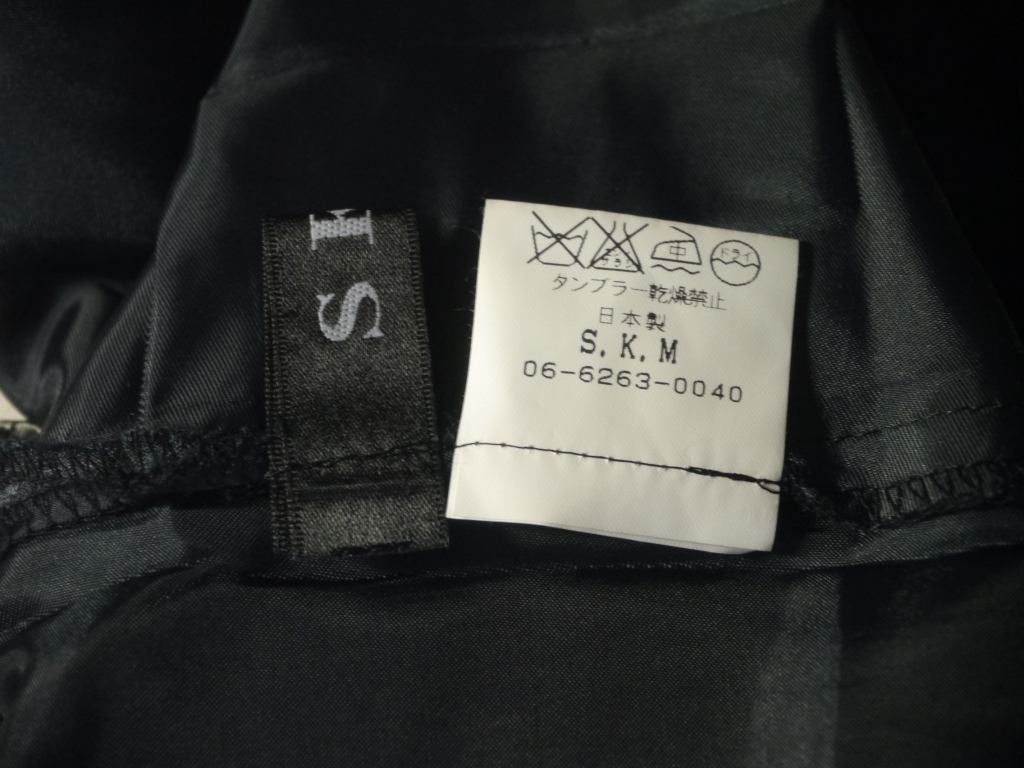 S
中 ドライ
タンブラー乾燥禁止
日本製
S.K.M
06-6263-0040